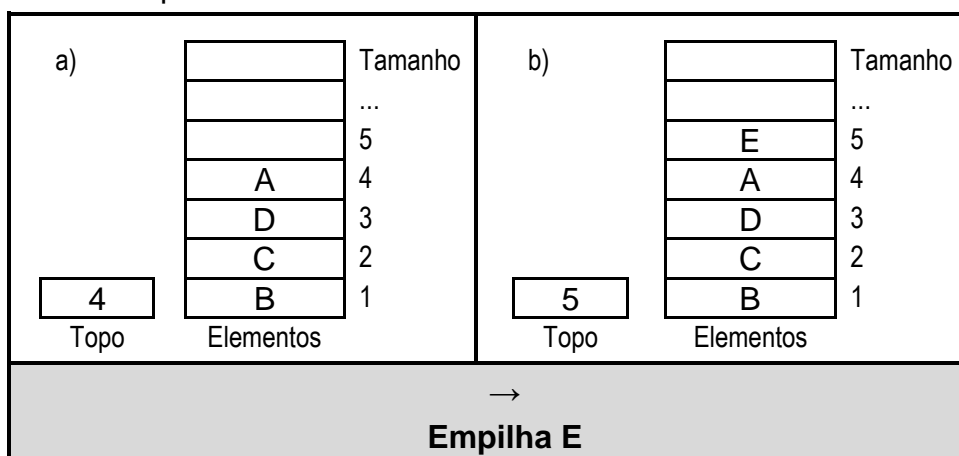 a) Tamanho b) Tamanho
... ...
5 E 5
A 4 A 4
D 3 D 3
C 2 C 2
4 B 1 5 B 1
Topo Elementos Topo Elementos
→
Empilha E